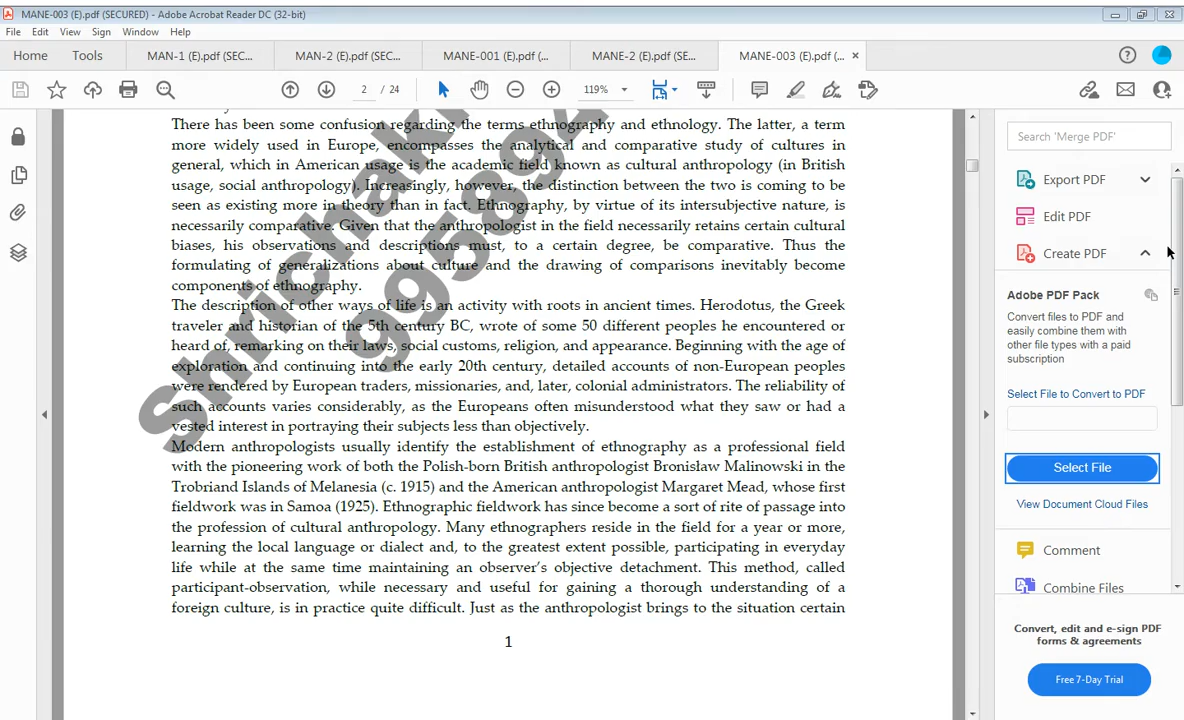 MANE-003 (E).pdf (SECURED) - Adobe Acrobat Reader DC (32-bit)
File Edit View Sign Window Help
Home Tools MAN-1 (E).pdf (SEC... MAN-2 (E).pdf (SEC... MANE-001 (E).pdf (... MANE-2 (E).pdf (SE... MANE-003 (E).pdf (... ×
2 / 24 119%
There has been some confusion regarding the terms ethnography and ethnology. The latter, a term
more widely used in Europe, encompasses the analytical and comparative study of cultures in
general, which in American usage is the academic field known as cultural anthropology (in British
usage, social anthropology). Increasingly, however, the distinction between the two is coming to be
seen as existing more in theory than in fact. Ethnography, by virtue of its intersubjective nature, is
necessarily comparative. Given that the anthropologist in the field necessarily retains certain cultural
biases, his observations and descriptions must, to a certain degree, be comparative. Thus the
formulating of generalizations about culture and the drawing of comparisons inevitably become
components of ethnography.
The description of other ways of life is an activity with roots in ancient times. Herodotus, the Greek
traveler and historian of the 5th century BC, wrote of some 50 different peoples he encountered or
heard of, remarking on their laws, social customs, religion, and appearance. Beginning with the age of
exploration and continuing into the early 20th century, detailed accounts of non-European peoples
were rendered by European traders, missionaries, and, later, colonial administrators. The reliability of
such accounts varies considerably, as the Europeans often misunderstood what they saw or had a
vested interest in portraying their subjects less than objectively.
Modern anthropologists usually identify the establishment of ethnography as a professional field
with the pioneering work of both the Polish-born British anthropologist Bronislaw Malinowski in the
Trobriand Islands of Melanesia (c. 1915) and the American anthropologist Margaret Mead, whose first
fieldwork was in Samoa (1925). Ethnographic fieldwork has since become a sort of rite of passage into
the profession of cultural anthropology. Many ethnographers reside in the field for a year or more,
learning the local language or dialect and, to the greatest extent possible, participating in everyday
life while at the same time maintaining an observer's objective detachment. This method, called
participant-observation, while necessary and useful for gaining a thorough understanding of a
foreign culture, is in practice quite difficult. Just as the anthropologist brings to the situation certain
1
Search 'Merge PDF'
Export PDF
Edit PDF
Create PDF
Adobe PDF Pack
Convert files to PDF and
easily combine them with
other file types with a paid
subscription
Select File to Convert to PDF
Select File
View Document Cloud Files
Comment
Combine Files
Convert, edit and e-sign PDF
forms & agreements
Free 7-Day Trial